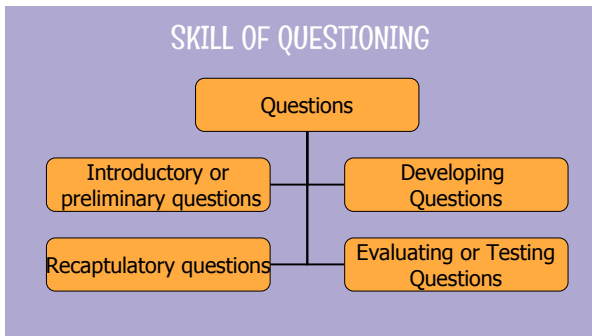 SKILL OF QUESTIONING
Questions
Introductory or
preliminary questions
Developing
Questions
Recaptulatory questions
Evaluating or Testing
Questions